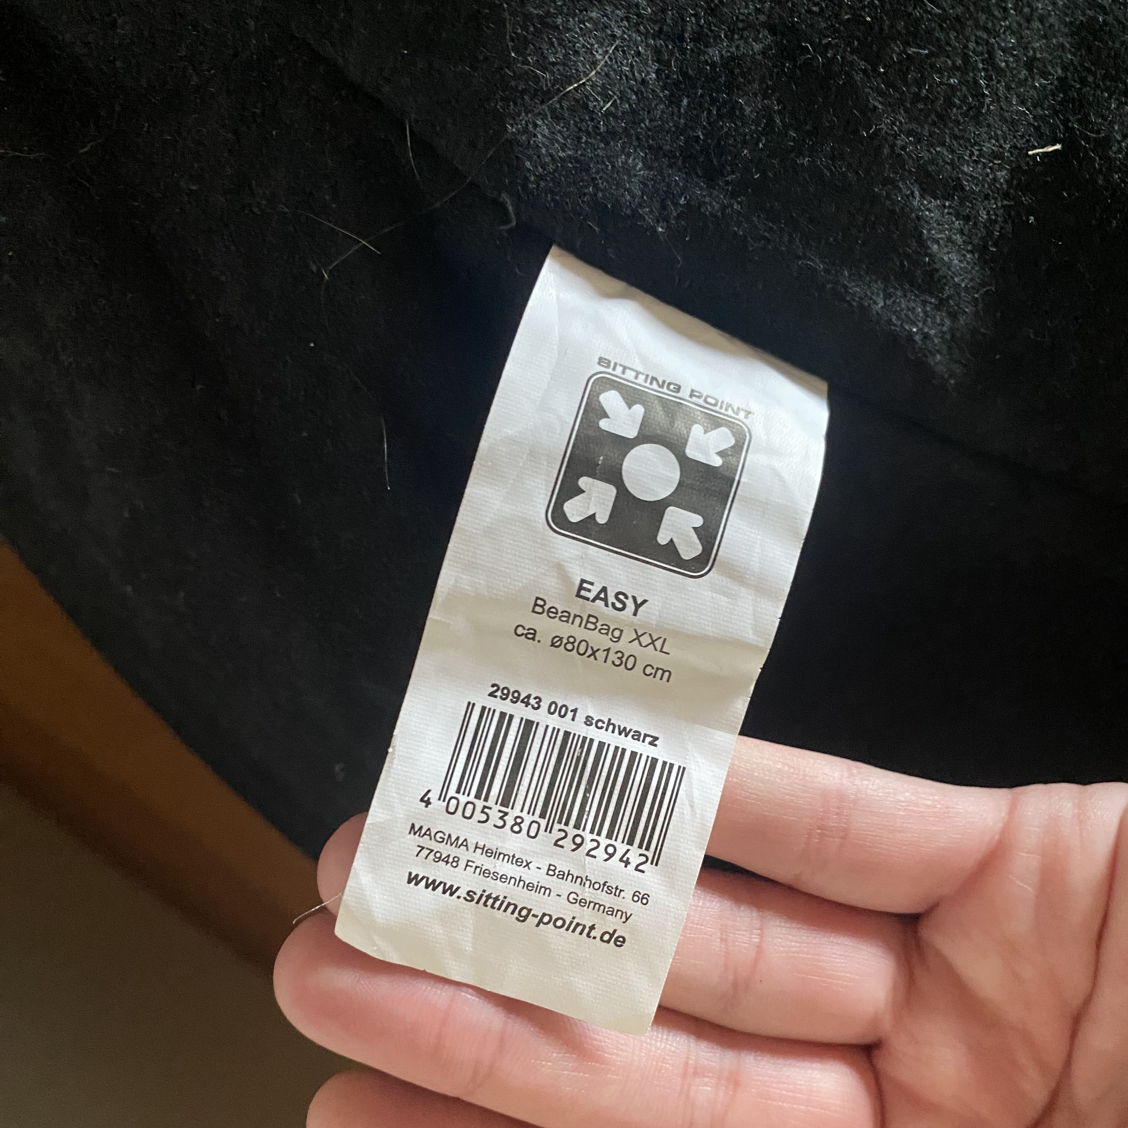 SITTING POINT
EASY
BeanBag XXL
ca. ø80x130 cm
29943 001 schwarz
4 005380 292942
MAGMA Heimtex - Bahnhofstr. 66
77948 Friesenheim - Germany
www.sitting-point.de